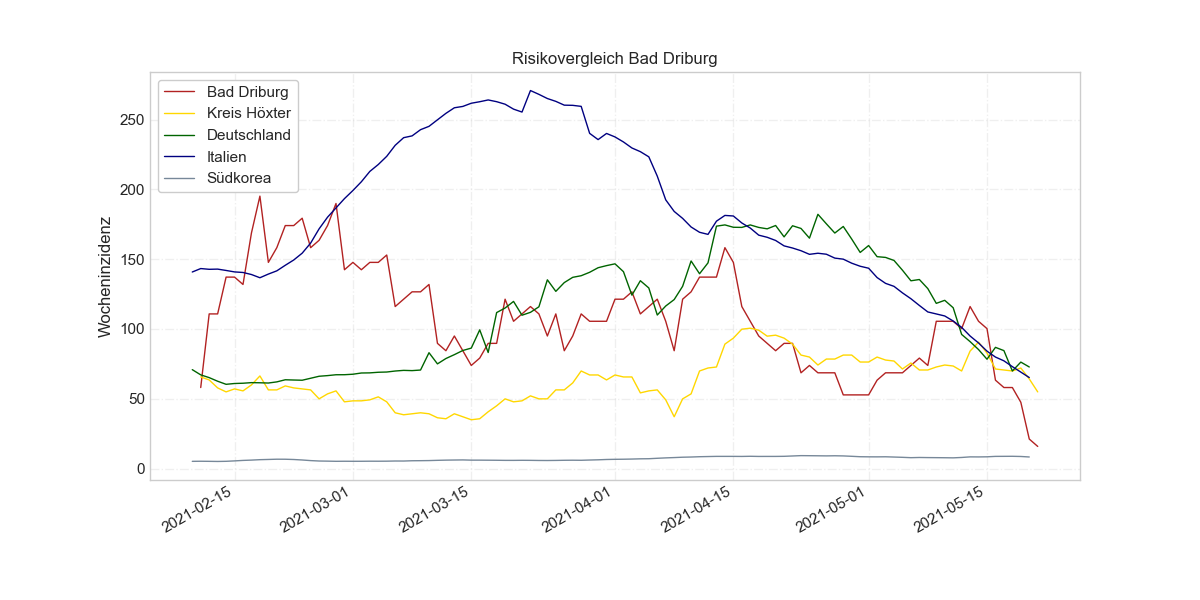 Risikovergleich Bad Driburg
Bad Driburg
Kreis Höxter
Deutschland
Italien
Südkorea
Wocheninzidenz
250
200
150
100
50
0
2021-02-15
2021-03-01
2021-03-15
2021-04-01
2021-04-15
2021-05-01
2021-05-15